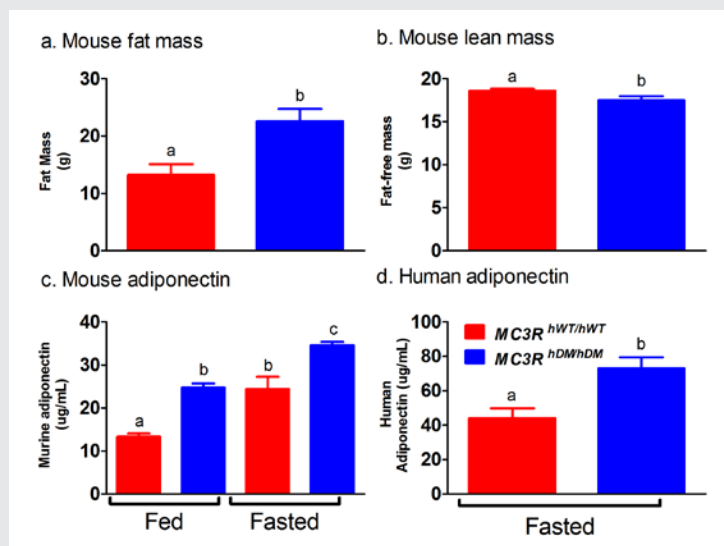 a. Mouse fat mass
Fat Mass
(g)
30
20
10
0
a
b
b. Mouse lean mass
Fat-free mass
(g)
20
15
10
5
0
a
b
c. Mouse adiponectin
Murine adiponectin
(ug/mL)
40
30
20
10
0
a
b
b
c
Fed
Fasted
d. Human adiponectin
Human
Adiponectin (ug/mL)
100
80
60
40
20
0
MC3R hWT/hWT
MC3R hDM/hDM
a
b
Fasted